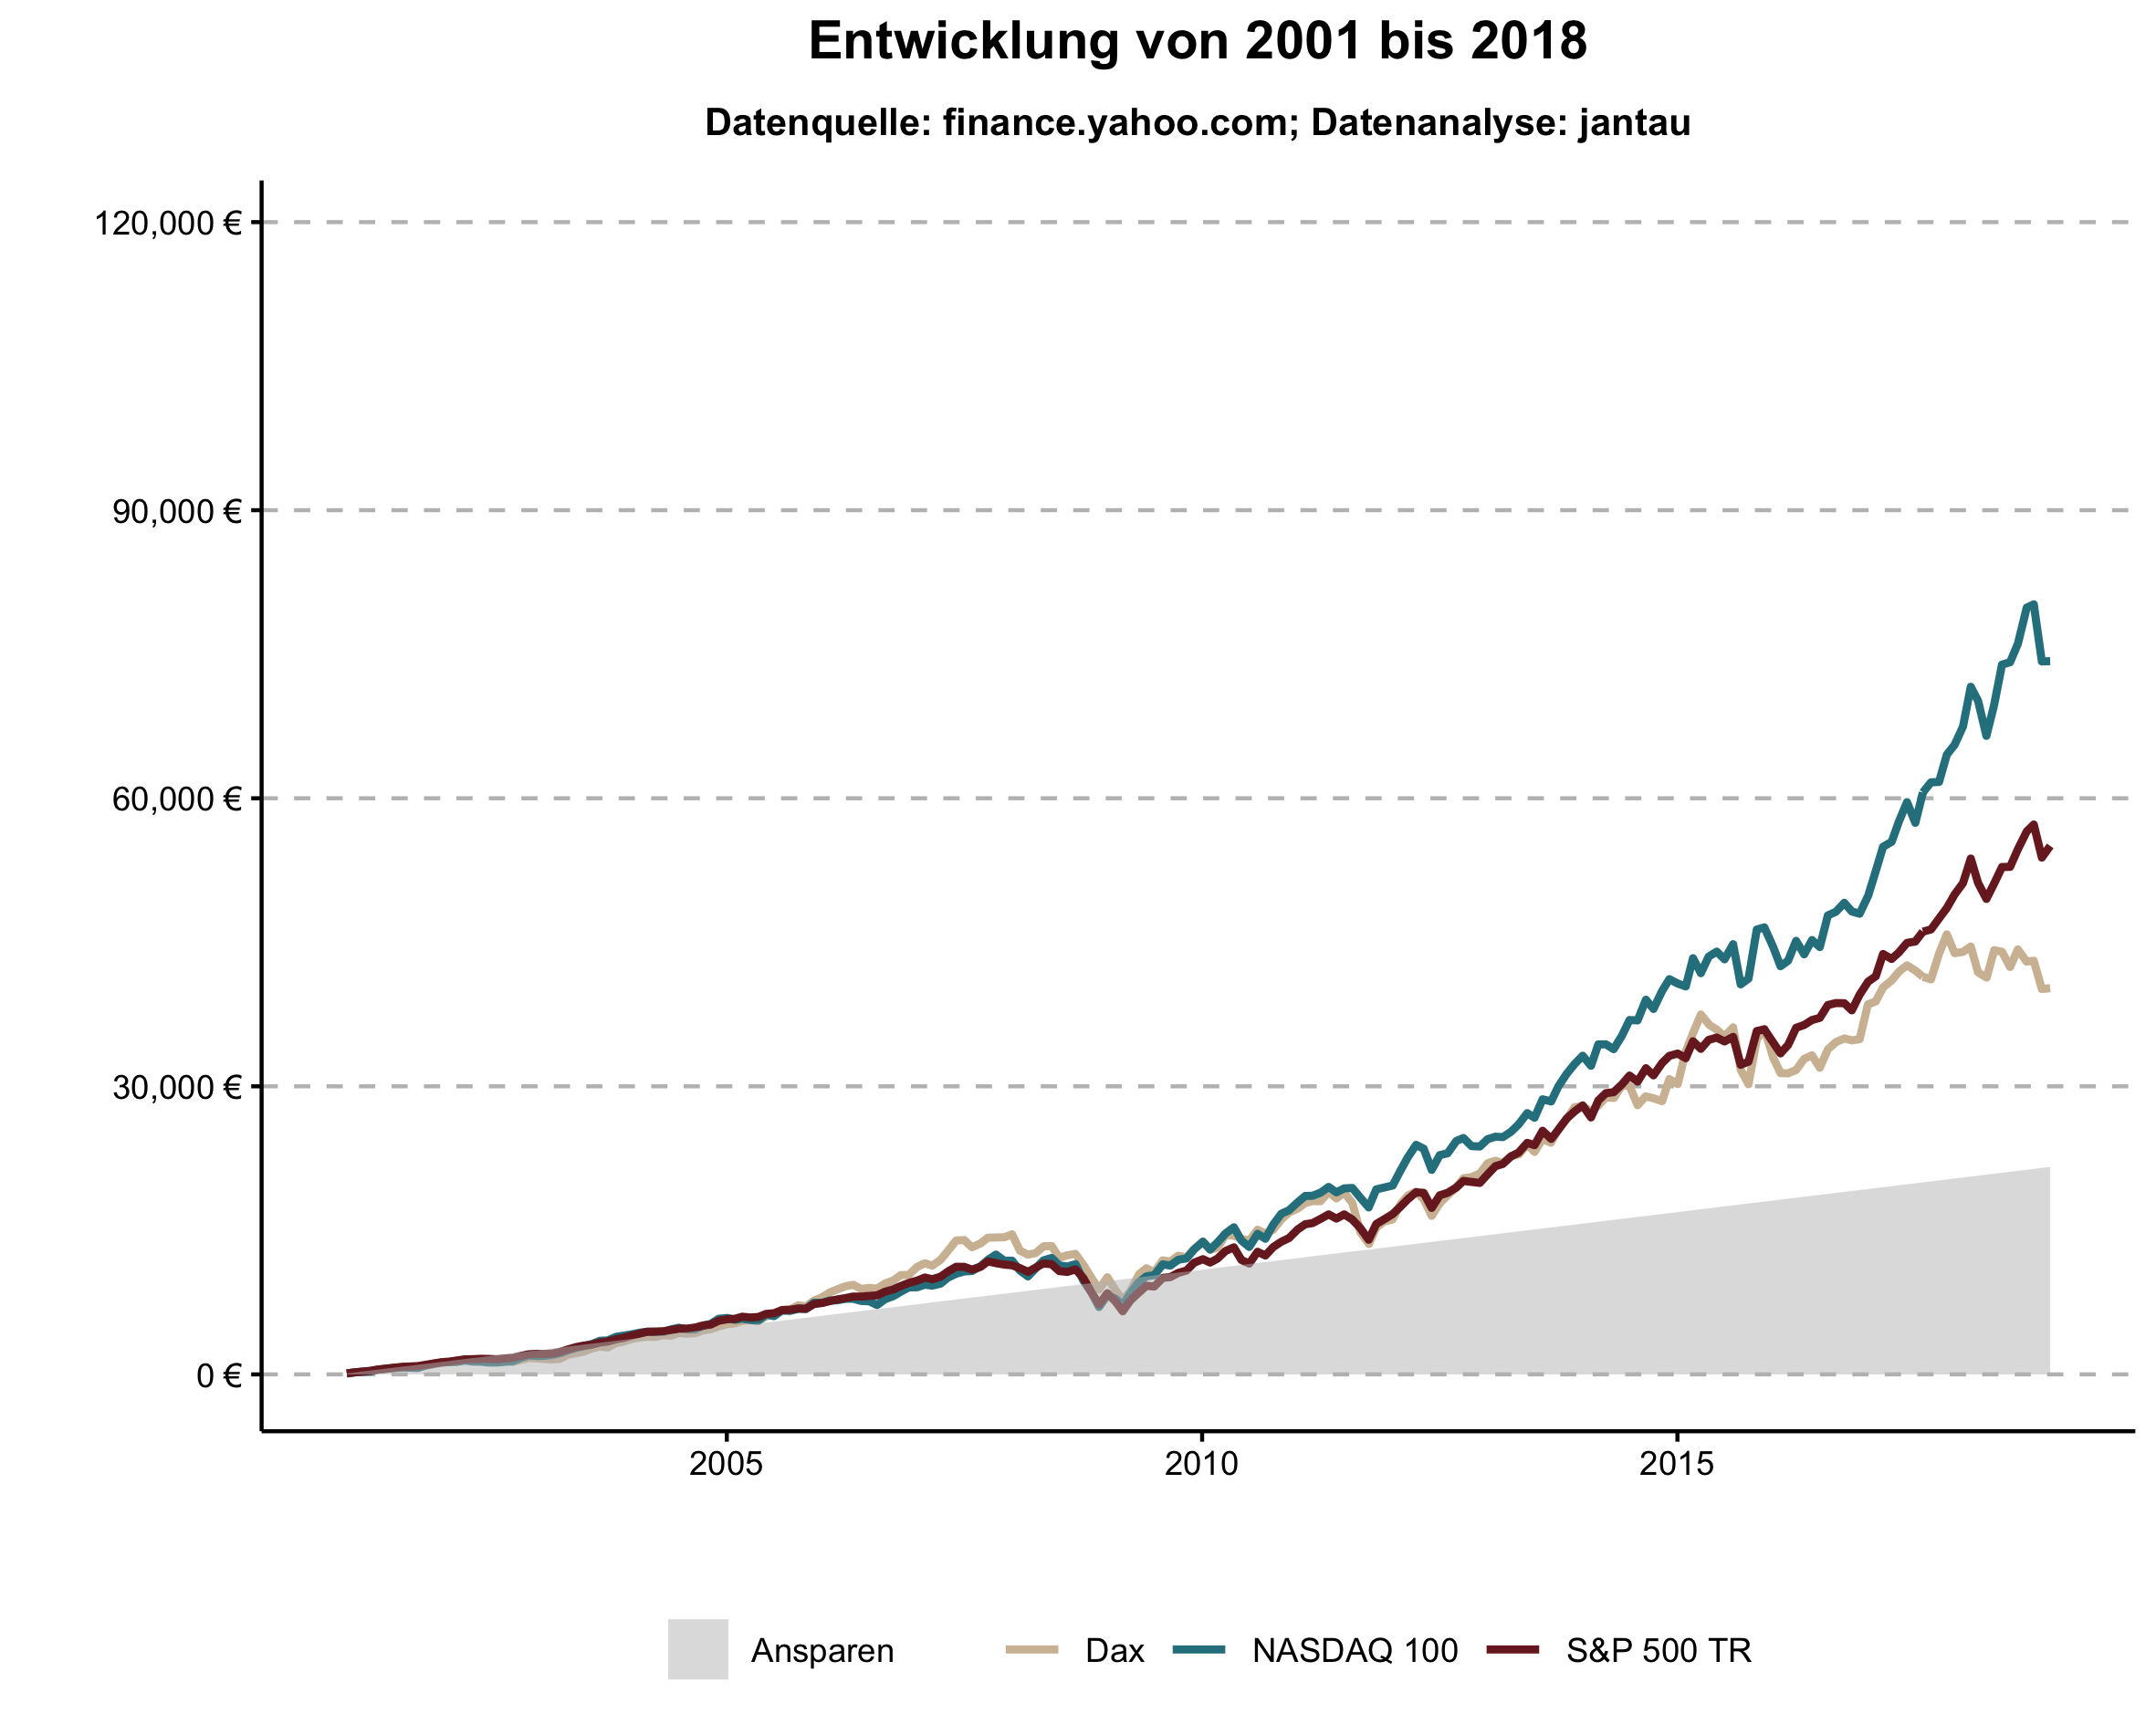 Entwicklung von 2001 bis 2018
Datenquelle: finance.yahoo.com; Datenanalyse: jantau
120,000 €
90,000 €
60,000 €
30,000 €
0 €
2005 2010 2015
Ansparen Dax NASDAQ 100 S&P 500 TR